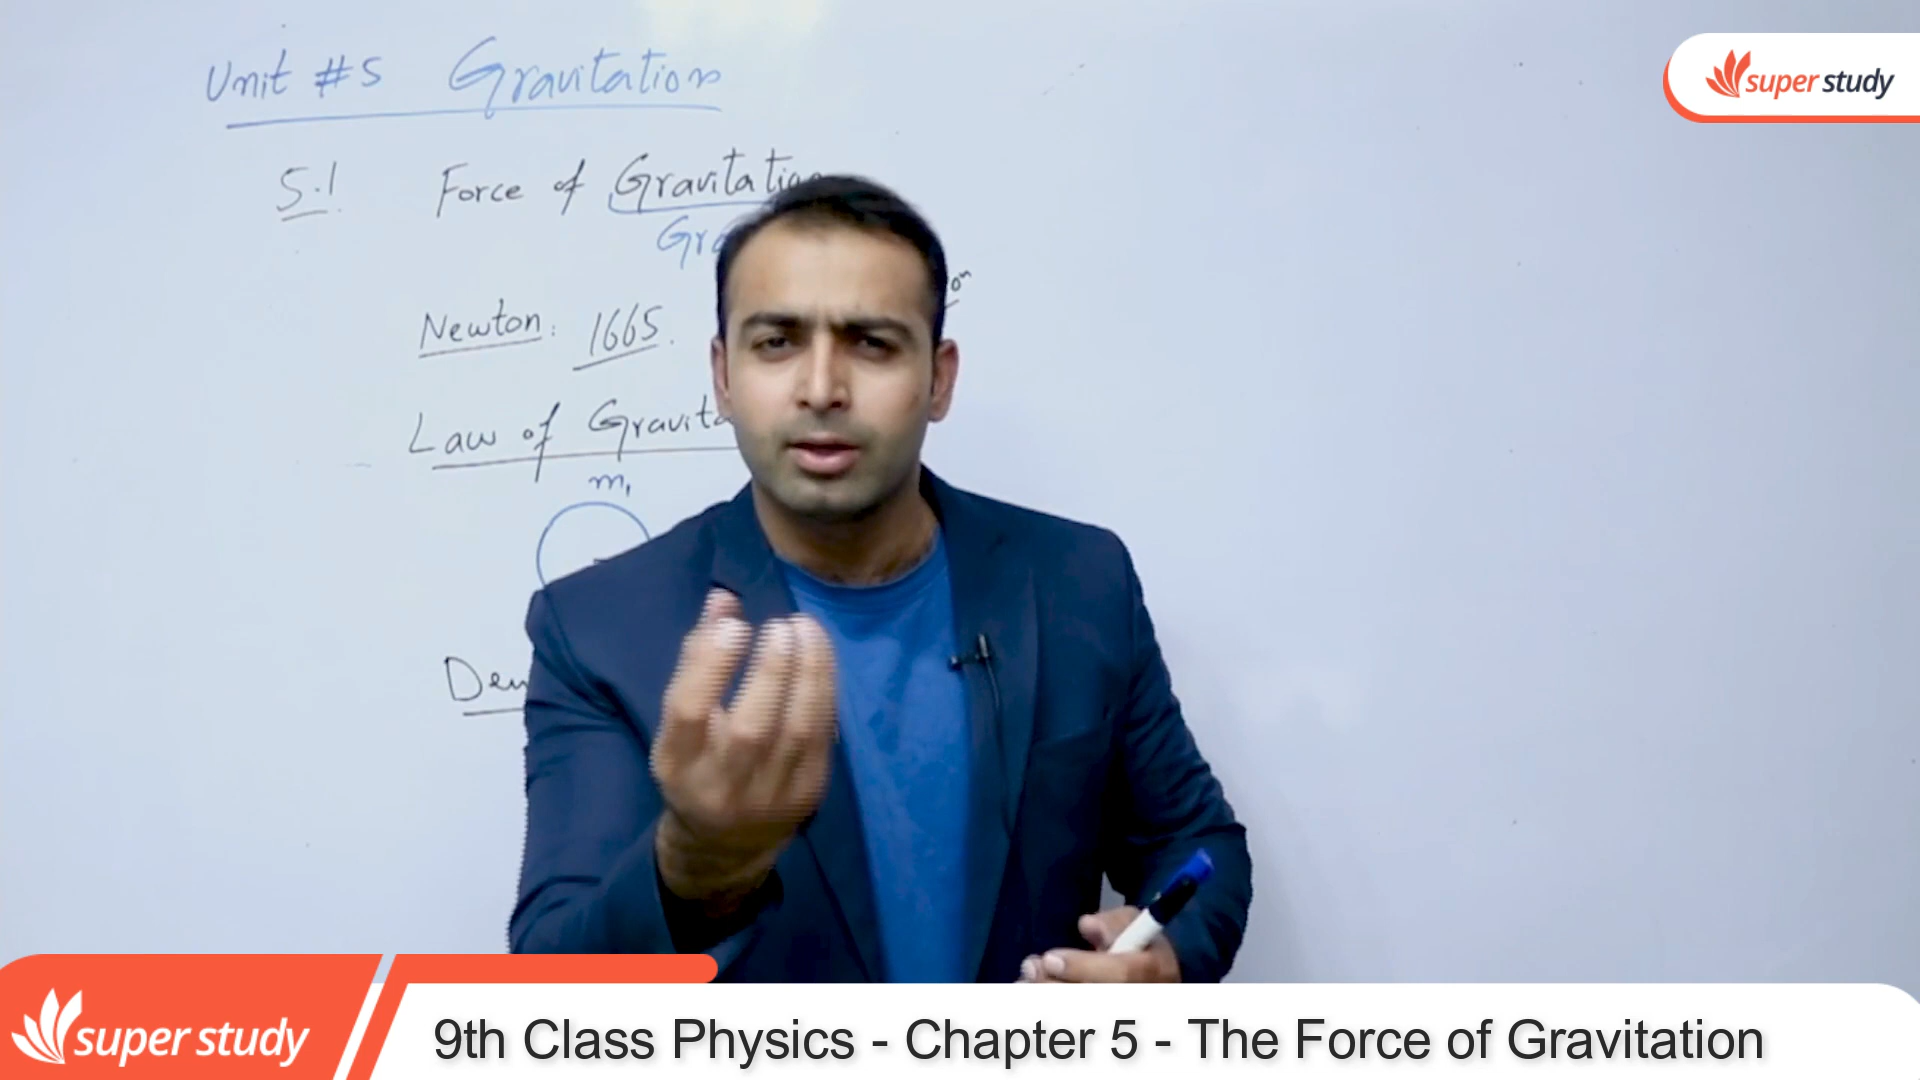 Unit #5 Gravitation
super study
5.1 Force of Gravitation
Newton: 1665.
Law of
m₁
super study
9th Class Physics - Chapter 5 - The Force of Gravitation